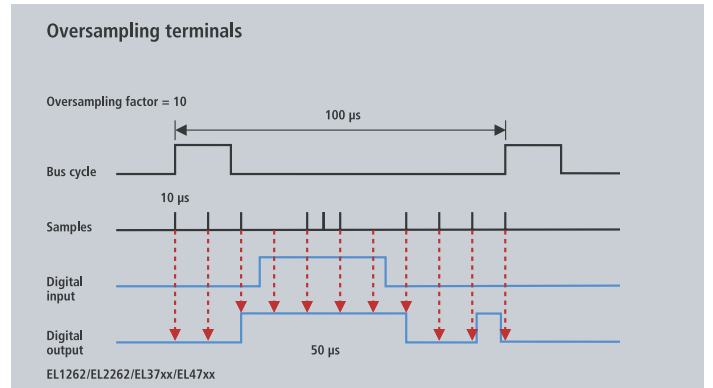 Oversampling terminals
Oversampling factor = 10
100 µs
Bus cycle
10 µs
Samples
Digital
input
Digital
output
50 µs
EL1262/EL2262/EL37xx/EL47xx